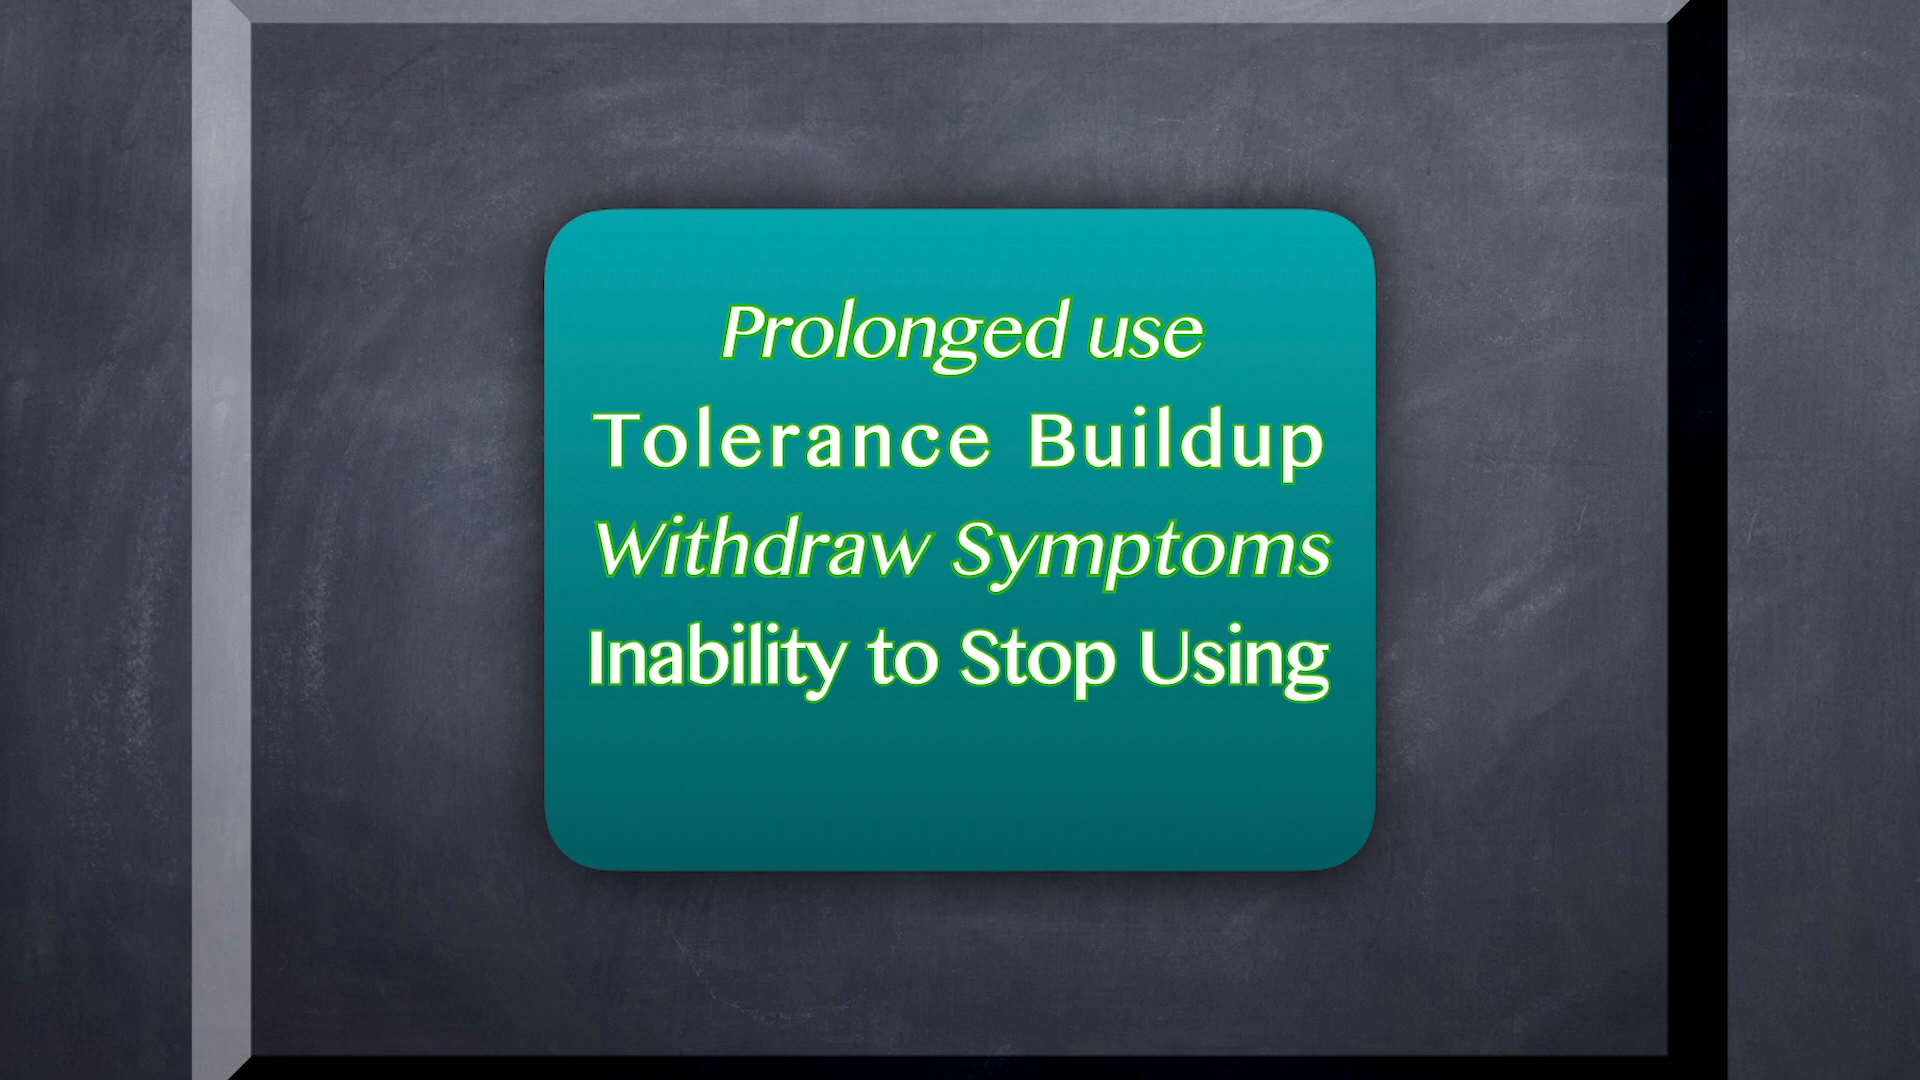 Prolonged use
Tolerance Buildup
Withdraw Symptoms
Inability to Stop Using